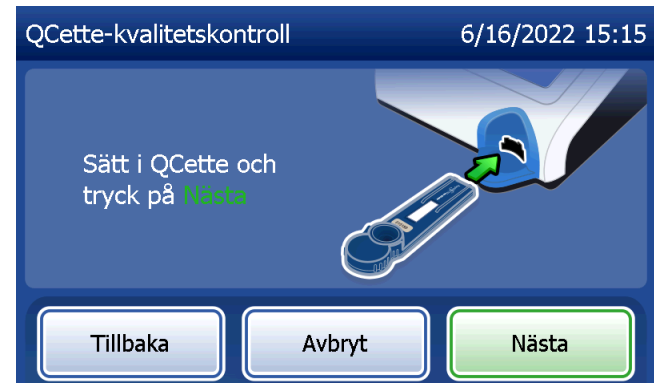 QCette-kvalitetskontroll 6/16/2022 15:15
Sätt i QCette och
tryck på Nästa
Tillbaka Avbryt Nästa